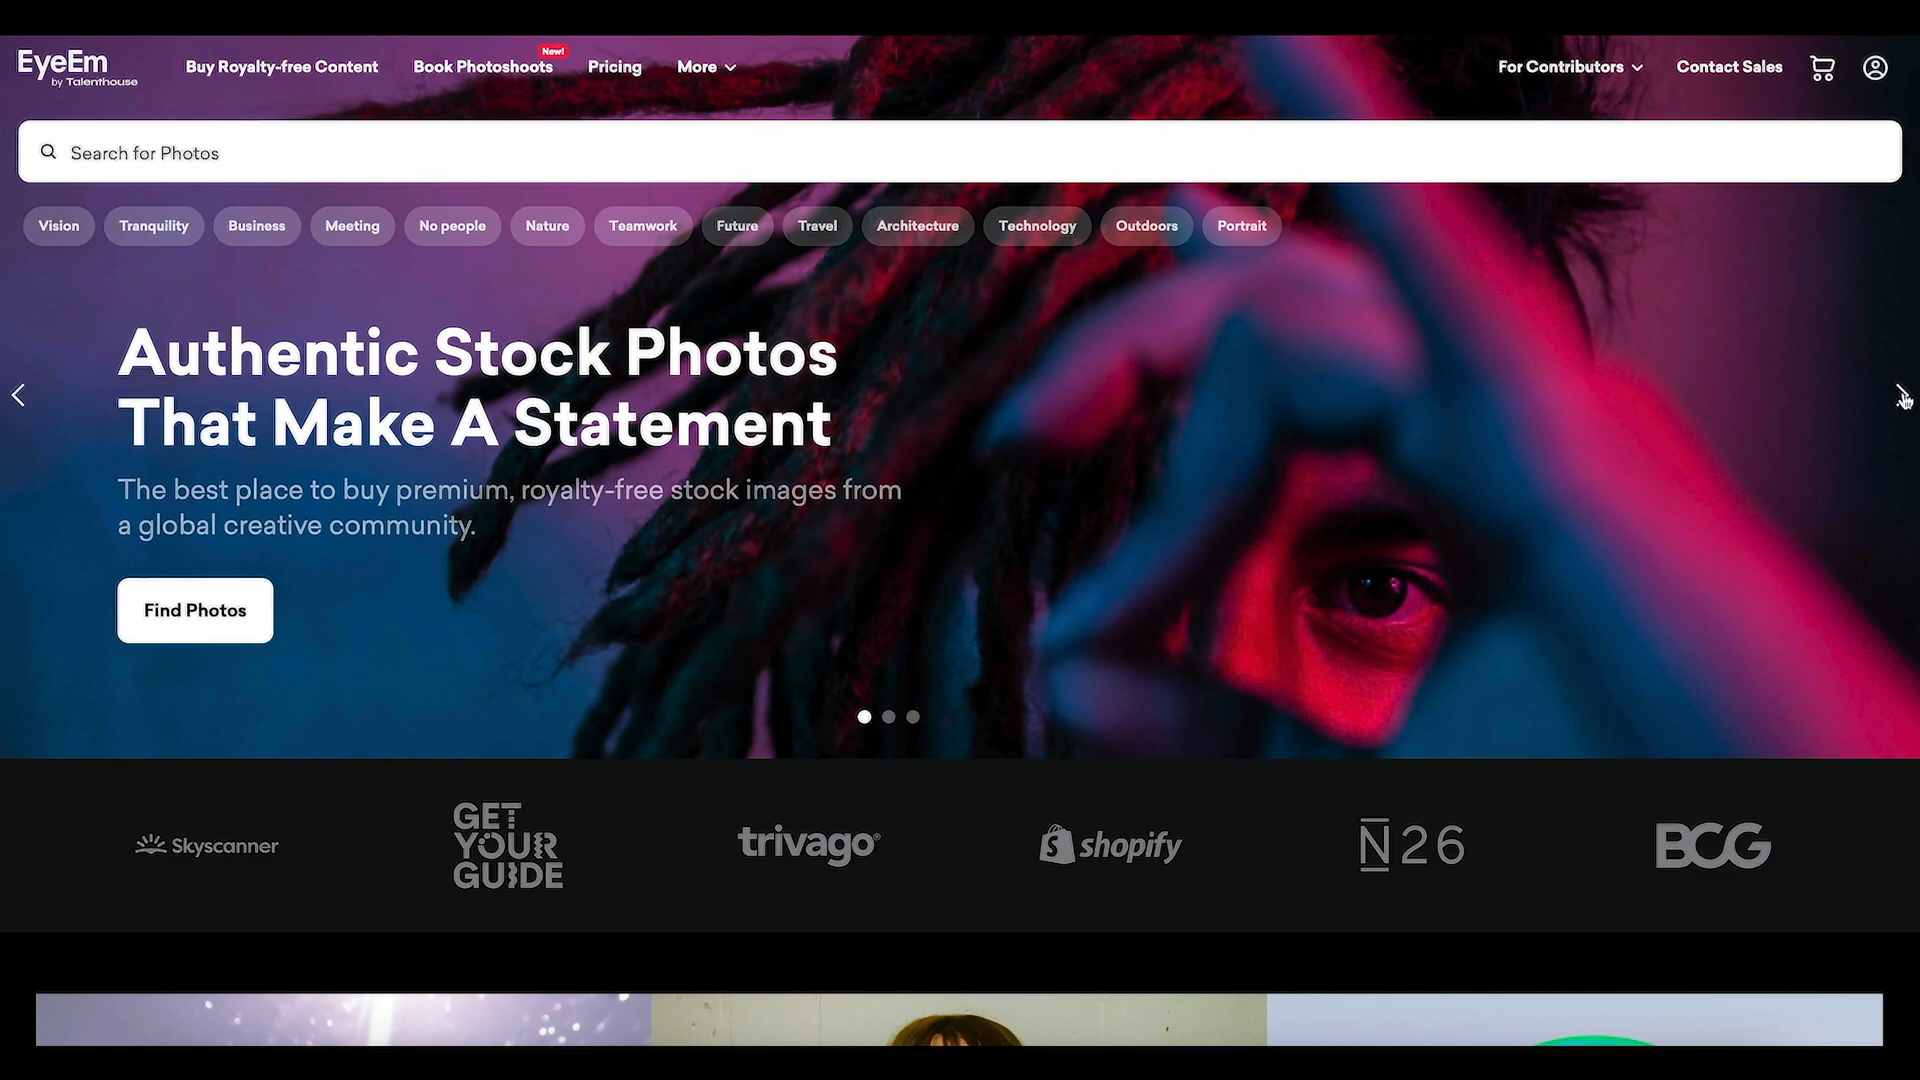 EyeEm
by Talenthouse
Buy Royalty-free Content
Book Photoshoots
New!
Pricing
More
For Contributors
Contact Sales
Search for Photos
Vision
Tranquility
Business
Meeting
No people
Nature
Teamwork
Future
Travel
Architecture
Technology
Outdoors
Portrait
Authentic Stock Photos
That Make A Statement
The best place to buy premium, royalty-free stock images from
a global creative community.
Find Photos
Skyscanner
GET
YOUR
GUIDE
trivago®
shopify
N26
BCG